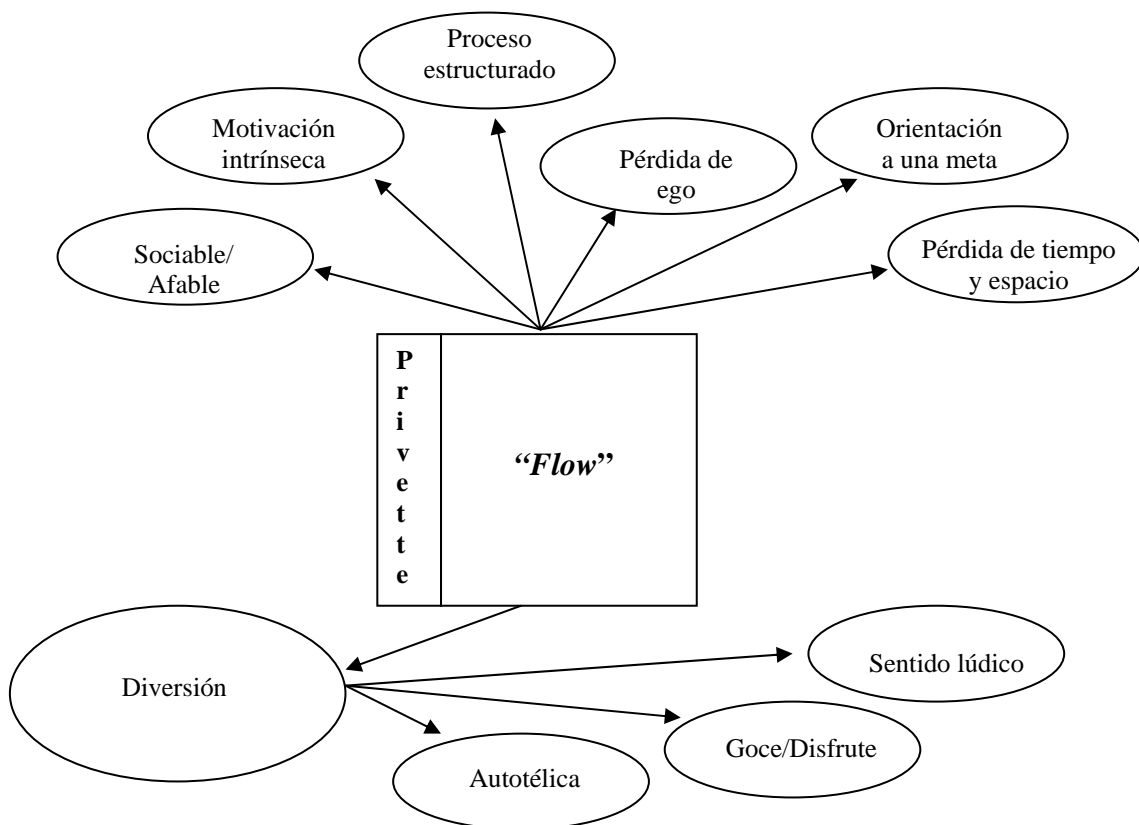 Proceso
estructurado
Motivación
intrínseca
Pérdida de
ego
Orientación
a una meta
Sociable/
Afable
Pérdida de tiempo
y espacio
Privette
“Flow”
Diversión
Sentido lúdico
Goce/Disfrute
Autotélica